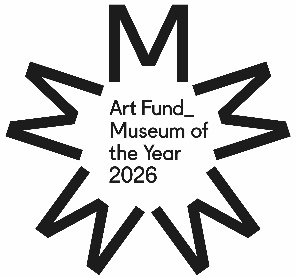 M
Art Fund_
Museum of
the Year
2026